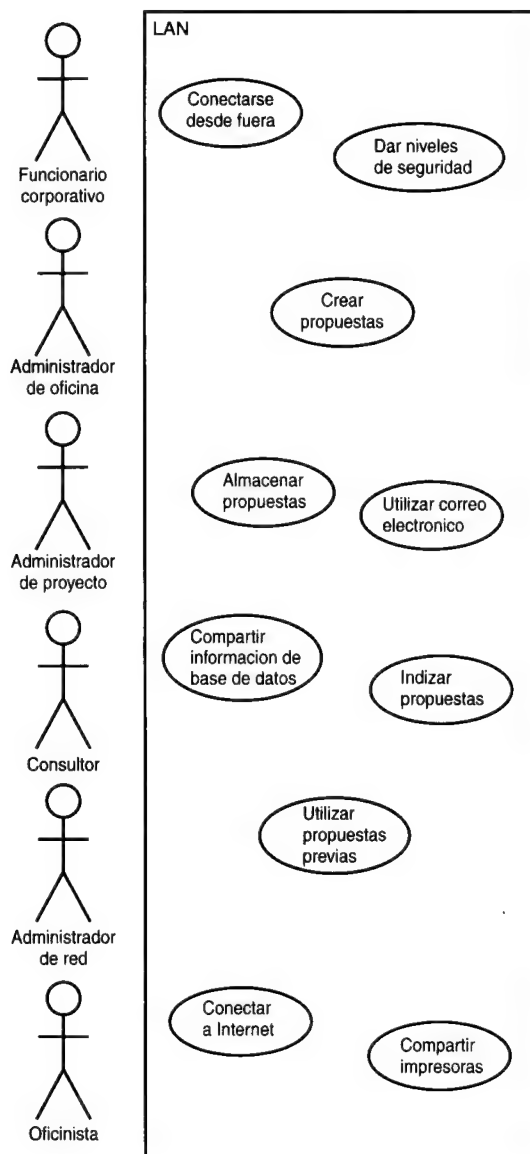 LAN
Conectarse
desde fuera
Dar niveles
de seguridad
Funcionario
corporativo
Crear
propuestas
Administrador
de oficina
Almacenar
propuestas
Utilizar correo
electronico
Administrador
de proyecto
Compartir
informacion de
base de datos
Indizar
propuestas
Consultor
Utilizar
propuestas
previas
Administrador
de red
Conectar
a Internet
Compartir
impresoras
Oficinista